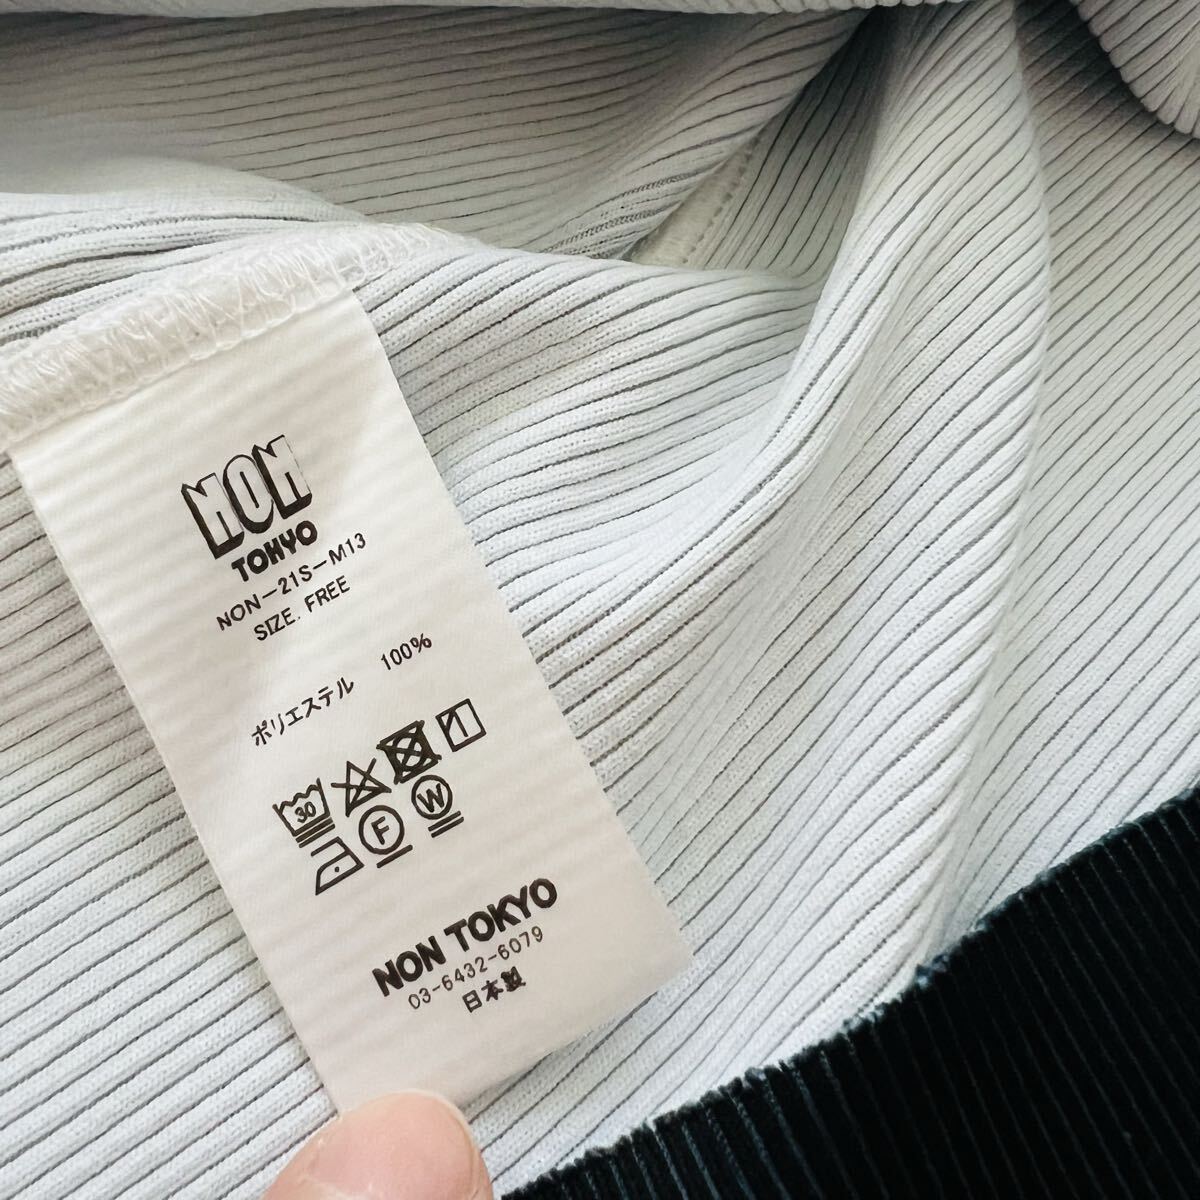 NON
TOKYO
NON-21S-M13
SIZE. FREE
ポリエステル 100%
30
F W
NON TOKYO
03-6432-6079
日本製